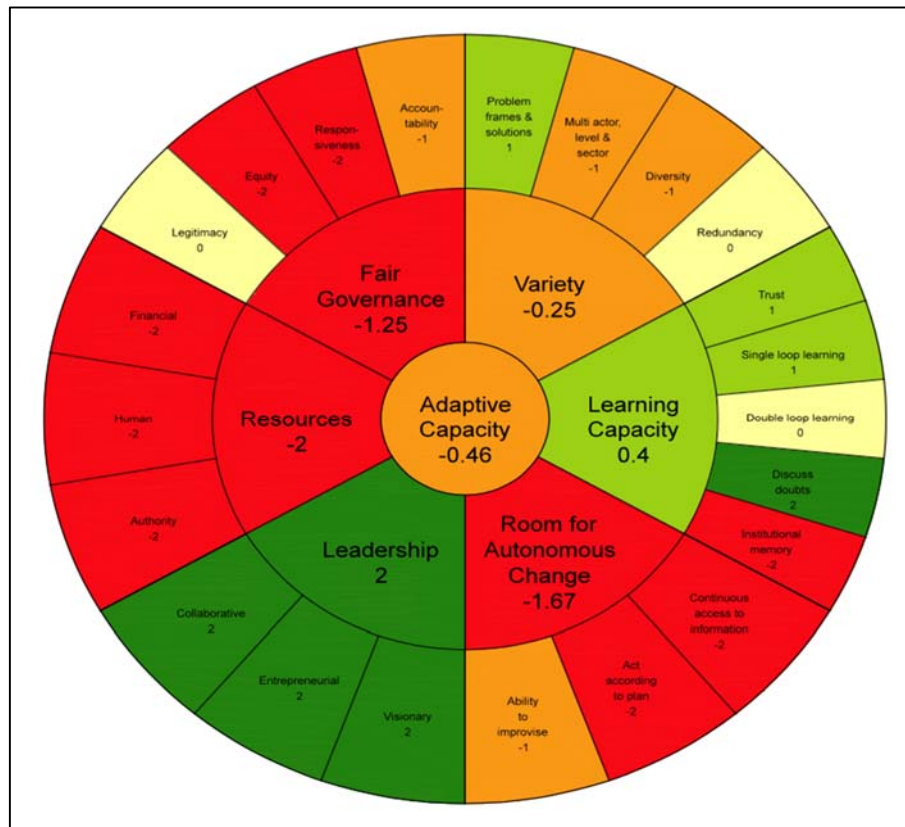 Adaptive
Capacity
-0.46
Variety
-0.25
Problem
frames &
solutions
1
Multi actor,
level &
sector
-1
Diversity
-1
Redundancy
0
Learning
Capacity
0.4
Trust
1
Single loop learning
1
Double loop learning
0
Discuss
doubts
2
Institutional
memory
-2
Room for
Autonomous
Change
-1.67
Continuous
access to
information
-2
Act
according
to plan
-2
Ability
to
improvise
-1
Leadership
2
Visionary
2
Entrepreneurial
2
Collaborative
2
Resources
-2
Authority
-2
Human
-2
Financial
-2
Fair
Governance
-1.25
Legitimacy
0
Equity
-2
Respon-
siveness
-2
Accoun-
tability
-1